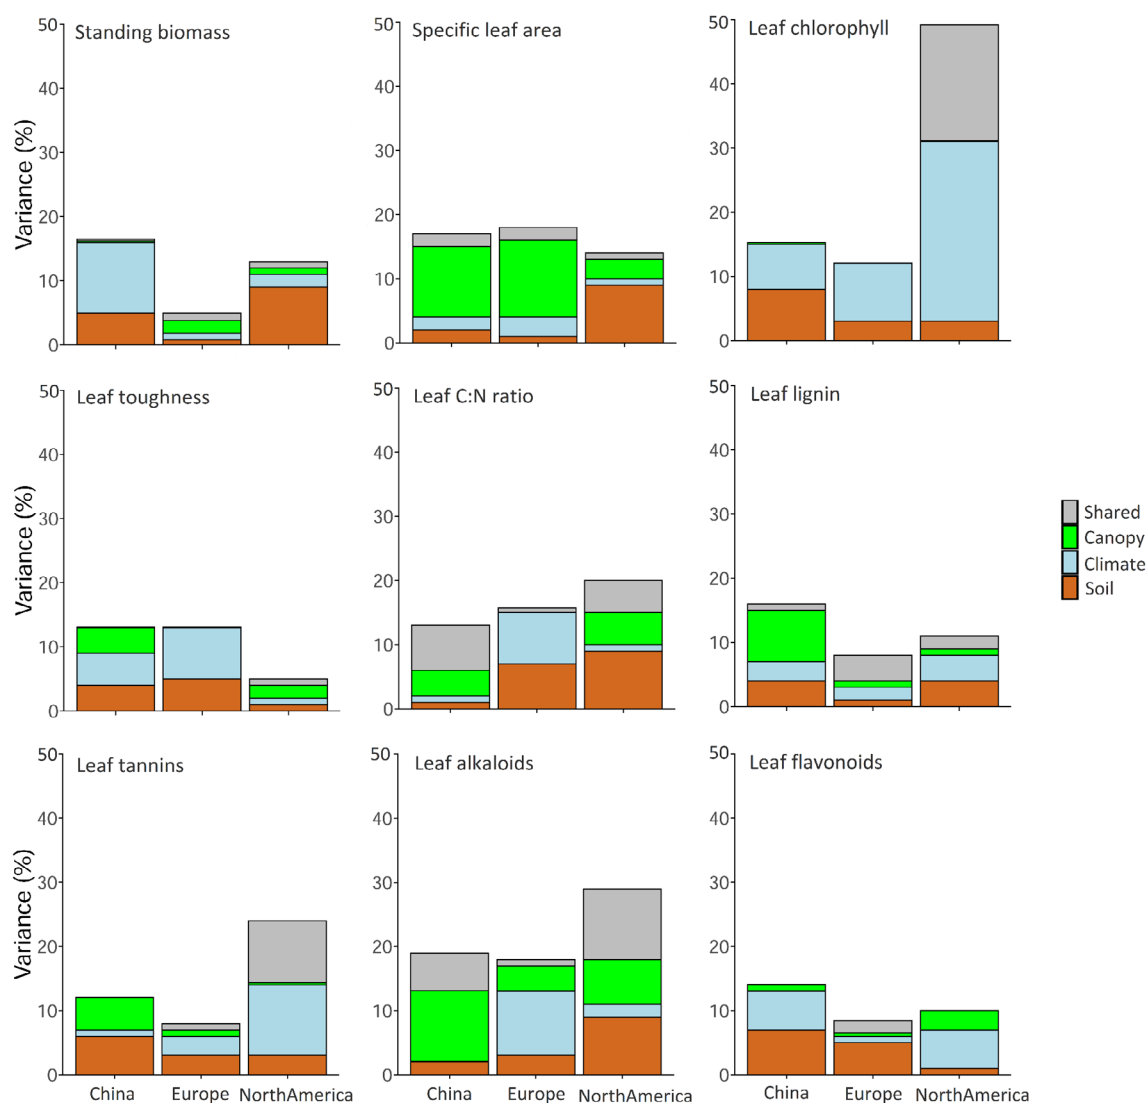 Standing biomass
Specific leaf area
Leaf chlorophyll
50
40
30
20
10
0
50
40
30
20
10
0
50
40
30
20
10
0
Variance (%)
Leaf toughness
Leaf C:N ratio
Leaf lignin
50
40
30
20
10
0
50
40
30
20
10
0
50
40
30
20
10
0
Variance (%)
Shared
Canopy
Climate
Soil
Leaf tannins
Leaf alkaloids
Leaf flavonoids
50
40
30
20
10
0
50
40
30
20
10
0
50
40
30
20
10
0
Variance (%)
China Europe NorthAmerica
China Europe NorthAmerica
China Europe NorthAmerica